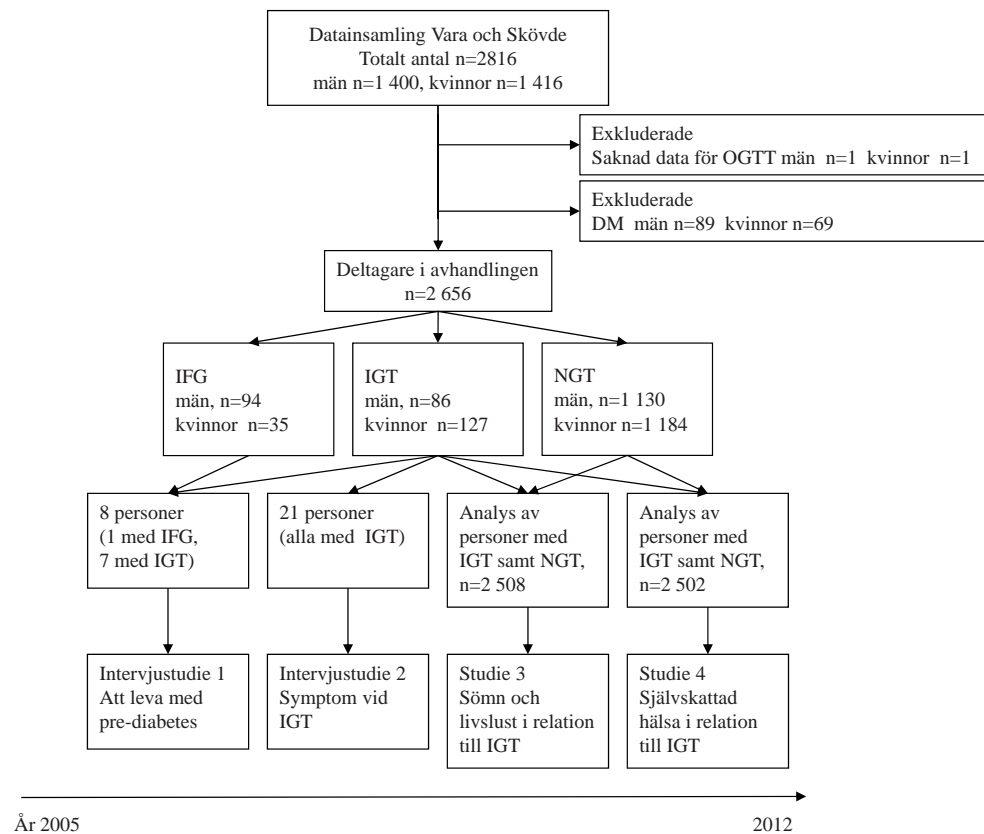 Datainsamling Vara och Skövde
Totalt antal n=2816
män n=1 400, kvinnor n=1 416
Exkluderade
Saknad data för OGTT män n=1 kvinnor n=1
Exkluderade
DM män n=89 kvinnor n=69
Deltagare i avhandlingen
n=2 656
IFG
män, n=94
kvinnor n=35
IGT
män, n=86
kvinnor n=127
NGT
män, n=1 130
kvinnor n=1 184
8 personer
(1 med IFG,
7 med IGT)
21 personer
(alla med IGT)
Analys av
personer med
IGT samt NGT,
n=2 508
Analys av
personer med
IGT samt NGT,
n=2 502
Intervjustudie 1
Att leva med
pre-diabetes
Intervjustudie 2
Symptom vid
IGT
Studie 3
Sömn och
livslust i relation
till IGT
Studie 4
Självskattad
hälsa i relation
till IGT
År 2005
2012